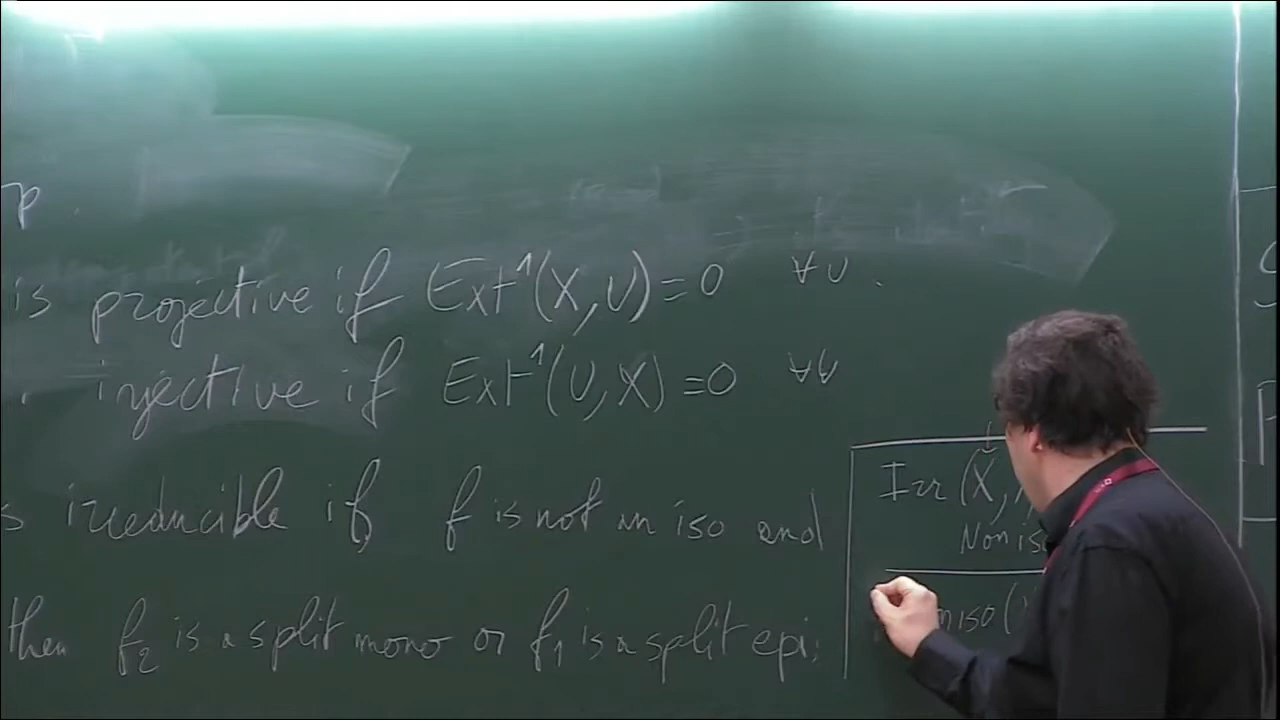 p.
is projective if Ext¹(X,U)=0 ∀U.
injective if Ext¹(U,X)=0 ∀U
s irreducible if f is not an iso and
then f₂ is a split mono or f₁ is a split epi;
Irr(X,
Non is
niso(